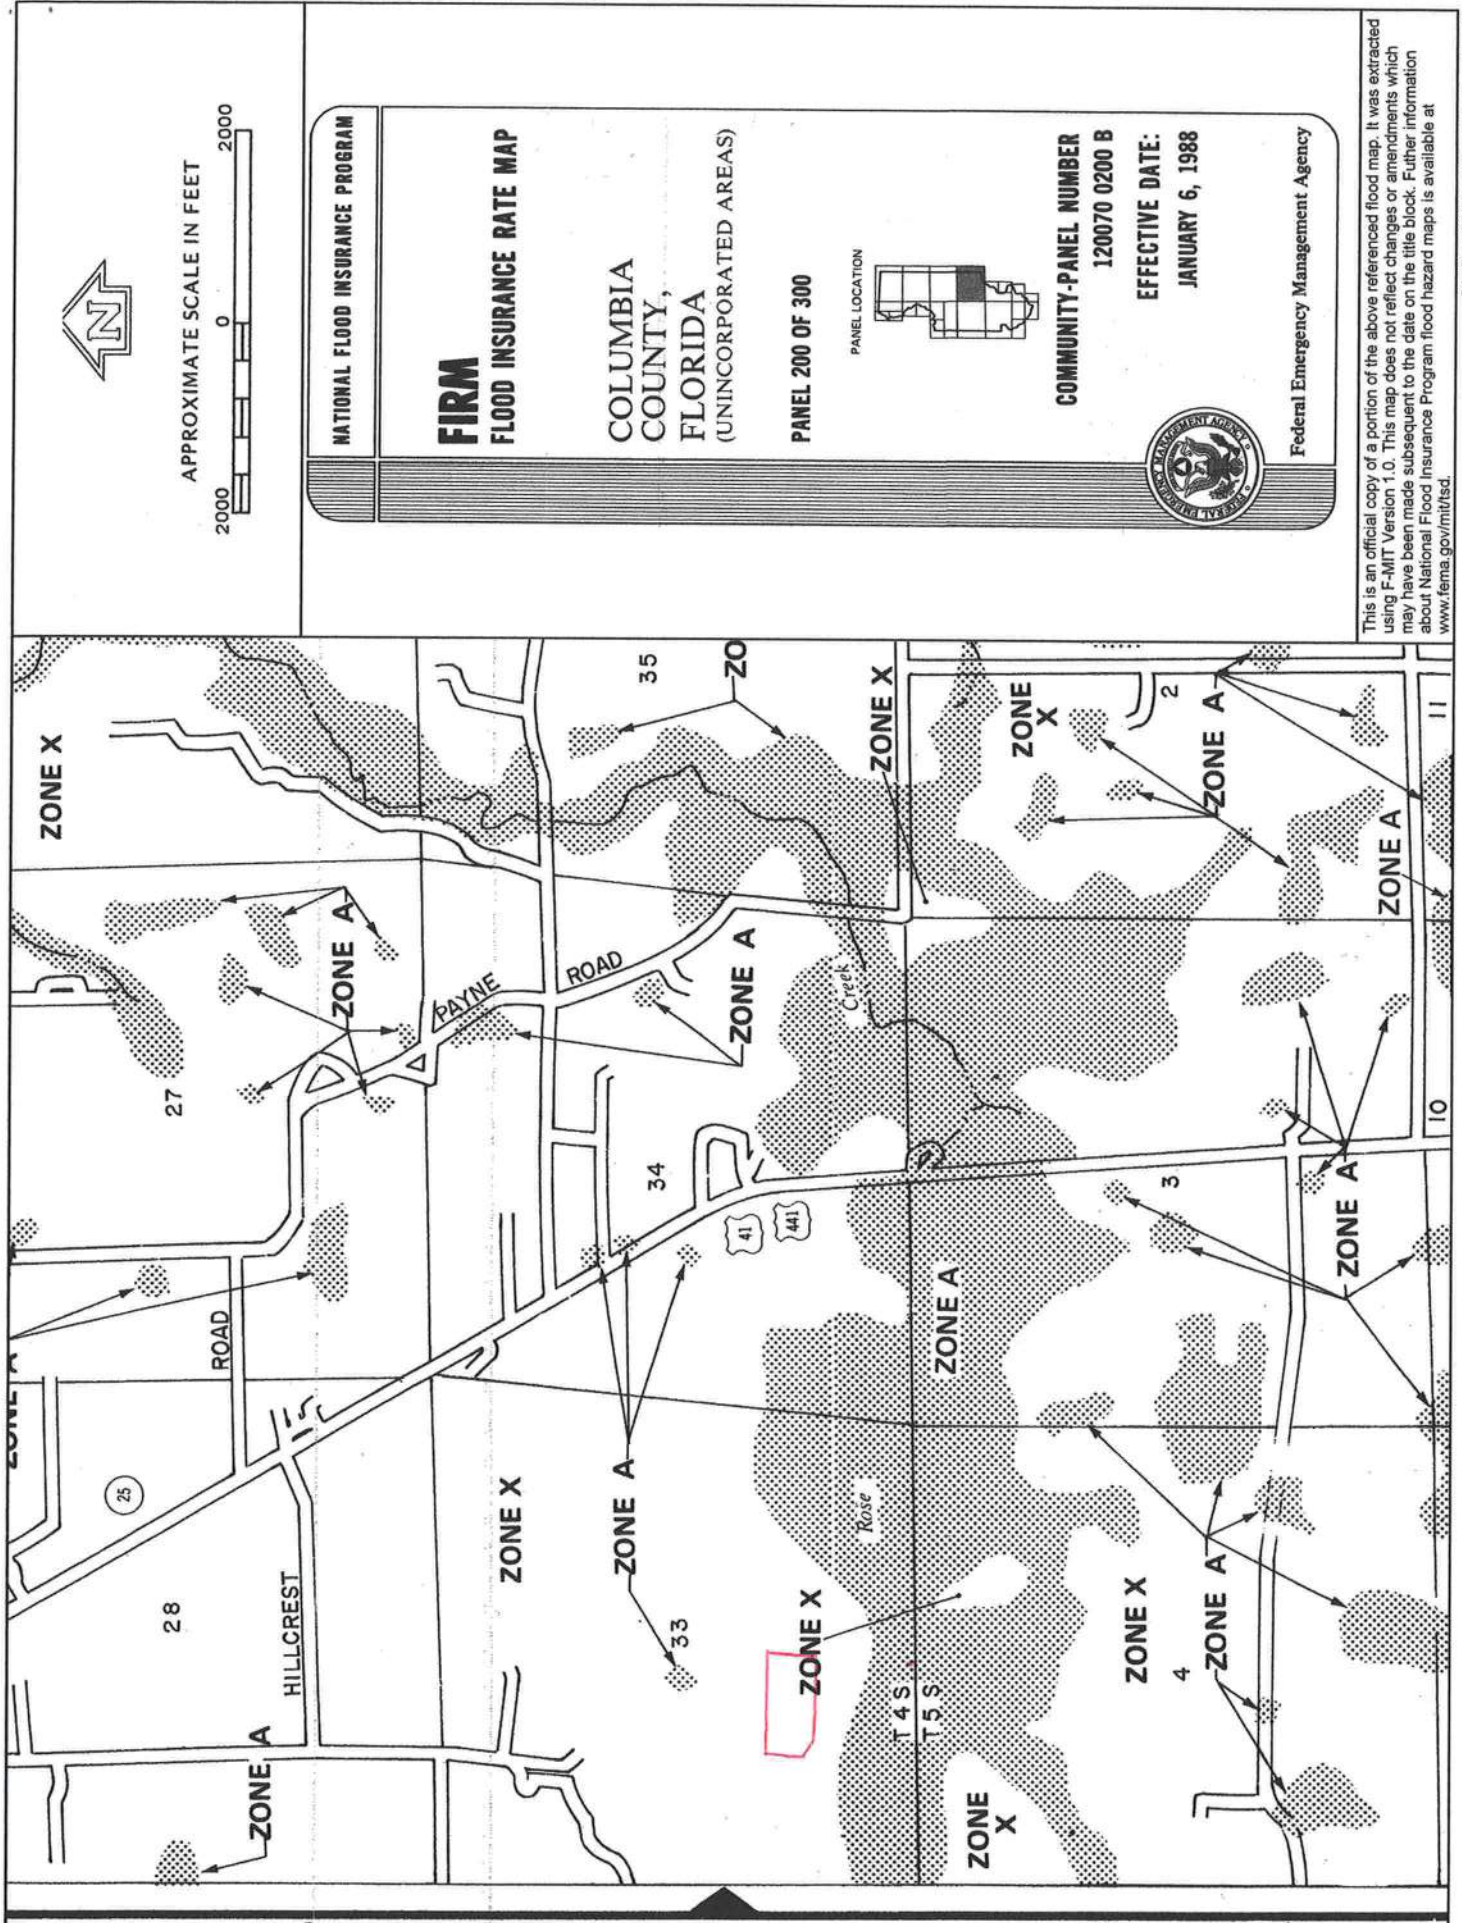 APPROXIMATE SCALE IN FEET
2000 0 2000
N
NATIONAL FLOOD INSURANCE PROGRAM
FIRM
FLOOD INSURANCE RATE MAP
COLUMBIA
COUNTY,
FLORIDA
(UNINCORPORATED AREAS)
PANEL 200 OF 300
PANEL LOCATION
COMMUNITY-PANEL NUMBER
120070 0200 B
EFFECTIVE DATE:
JANUARY 6, 1988
FEDERAL EMERGENCY MANAGEMENT AGENCY
Federal Emergency Management Agency
This is an official copy of a portion of the above referenced flood map. It was extracted
using F-MIT Version 1.0. This map does not reflect changes or amendments which
may have been made subsequent to the date on the title block. Futher information
about National Flood Insurance Program flood hazard maps is available at
www.fema.gov/mit/tsd.
ZONE A
ZONE X
25
ROAD
27
28
HILLCREST
ZONE A
ZONE A
PAYNE
ROAD
ZONE X
ZONE A
33
34
35
ZO
41
441
ZONE A
ZONE X
Rose
Creek
ZONE X
T 4 S
T 5 S
ZONE A
ZONE
X
ZONE
X
ZONE X
4
3
2
ZONE A
ZONE A
ZONE A
ZONE A
10
11